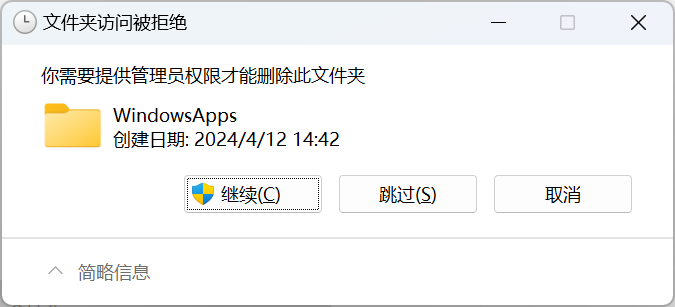 文件夹访问被拒绝
你需要提供管理员权限才能删除此文件夹
WindowsApps
创建日期: 2024/4/12 14:42
继续(C)
跳过(S)
取消
简略信息